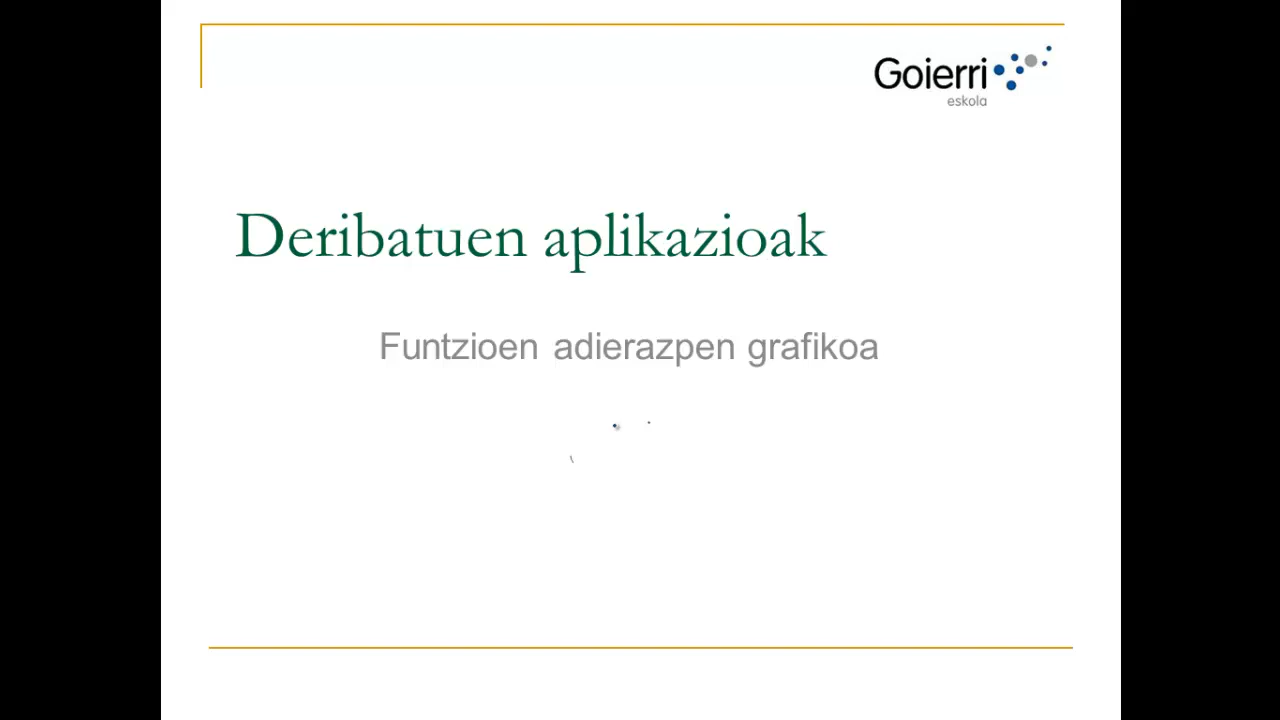 Goierri
eskola
Deribatuen aplikazioak
Funtzioen adierazpen grafikoa